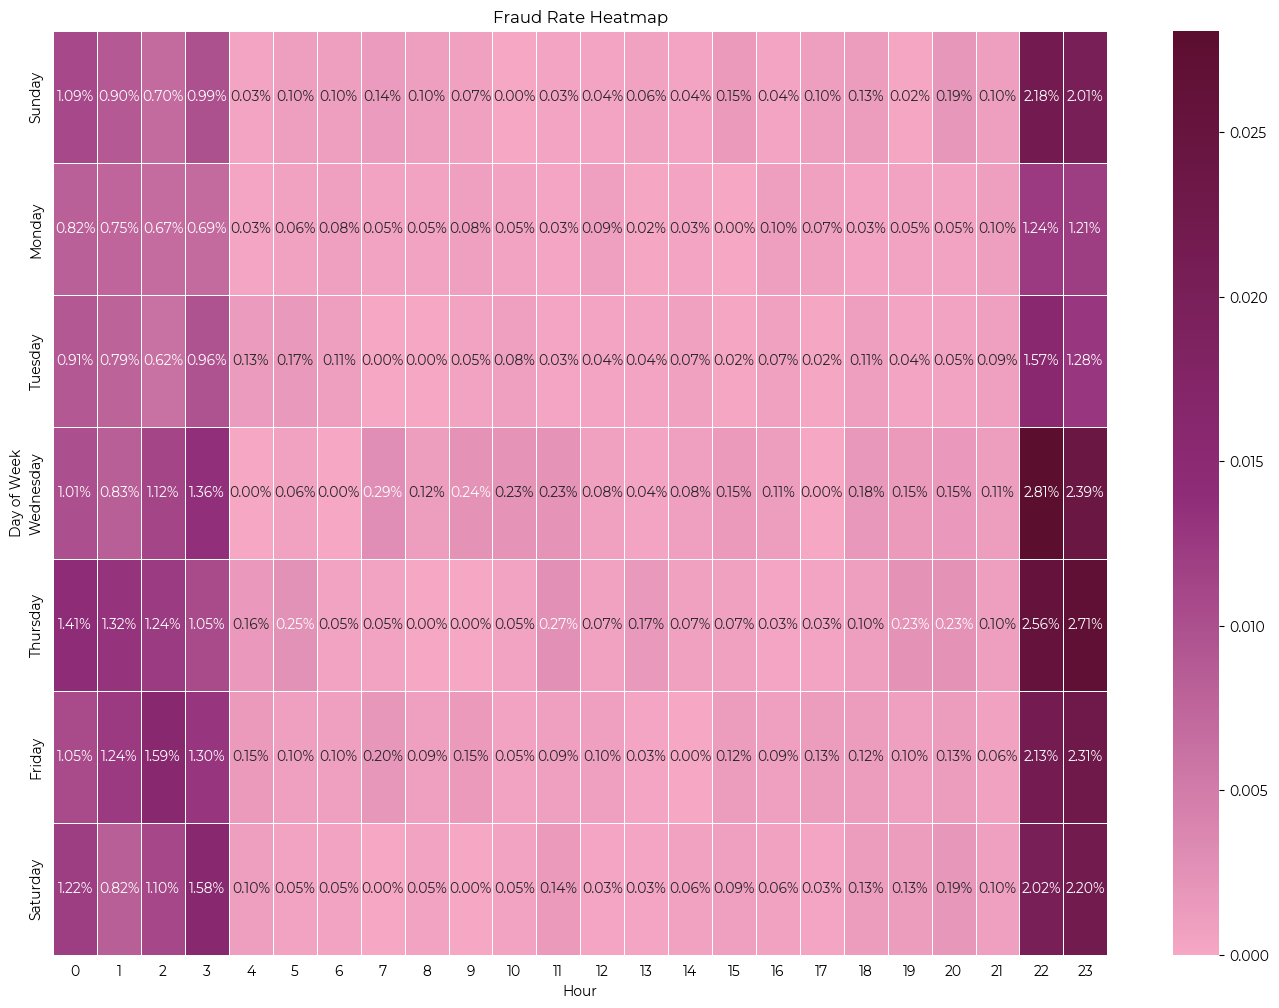 Fraud Rate Heatmap
Day of Week
Sunday
1.09% 0.90% 0.70% 0.99% 0.03% 0.10% 0.10% 0.14% 0.10% 0.07% 0.00% 0.03% 0.04% 0.06% 0.04% 0.15% 0.04% 0.10% 0.13% 0.02% 0.19% 0.10% 2.18% 2.01%
Monday
0.82% 0.75% 0.67% 0.69% 0.03% 0.06% 0.08% 0.05% 0.05% 0.08% 0.05% 0.03% 0.09% 0.02% 0.03% 0.00% 0.10% 0.07% 0.03% 0.05% 0.05% 0.10% 1.24% 1.21%
Tuesday
0.91% 0.79% 0.62% 0.96% 0.13% 0.17% 0.11% 0.00% 0.00% 0.05% 0.08% 0.03% 0.04% 0.04% 0.07% 0.02% 0.07% 0.02% 0.11% 0.04% 0.05% 0.09% 1.57% 1.28%
Wednesday
1.01% 0.83% 1.12% 1.36% 0.00% 0.06% 0.00% 0.29% 0.12% 0.24% 0.23% 0.23% 0.08% 0.04% 0.08% 0.15% 0.11% 0.00% 0.18% 0.15% 0.15% 0.11% 2.81% 2.39%
Thursday
1.41% 1.32% 1.24% 1.05% 0.16% 0.25% 0.05% 0.05% 0.00% 0.00% 0.05% 0.27% 0.07% 0.17% 0.07% 0.07% 0.03% 0.03% 0.10% 0.23% 0.23% 0.10% 2.56% 2.71%
Friday
1.05% 1.24% 1.59% 1.30% 0.15% 0.10% 0.10% 0.20% 0.09% 0.15% 0.05% 0.09% 0.10% 0.03% 0.00% 0.12% 0.09% 0.13% 0.12% 0.10% 0.13% 0.06% 2.13% 2.31%
Saturday
1.22% 0.82% 1.10% 1.58% 0.10% 0.05% 0.05% 0.00% 0.05% 0.00% 0.05% 0.14% 0.03% 0.03% 0.06% 0.09% 0.06% 0.03% 0.13% 0.13% 0.19% 0.10% 2.02% 2.20%
0 1 2 3 4 5 6 7 8 9 10 11 12 13 14 15 16 17 18 19 20 21 22 23
Hour
0.025
0.020
0.015
0.010
0.005
0.000